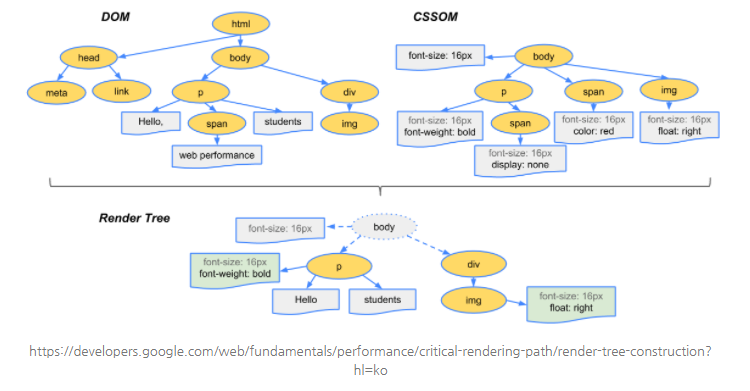 DOM
CSSOM
html
head
body
meta
link
p
div
Hello,
span
students
img
web performance
font-size: 16px
body
p
span
img
font-size: 16px
font-weight: bold
span
font-size: 16px
color: red
font-size: 16px
float: right
font-size: 16px
display: none
Render Tree
font-size: 16px
body
font-size: 16px
font-weight: bold
p
div
Hello
students
img
font-size: 16px
float: right
https://developers.google.com/web/fundamentals/performance/critical-rendering-path/render-tree-construction?
hl=ko